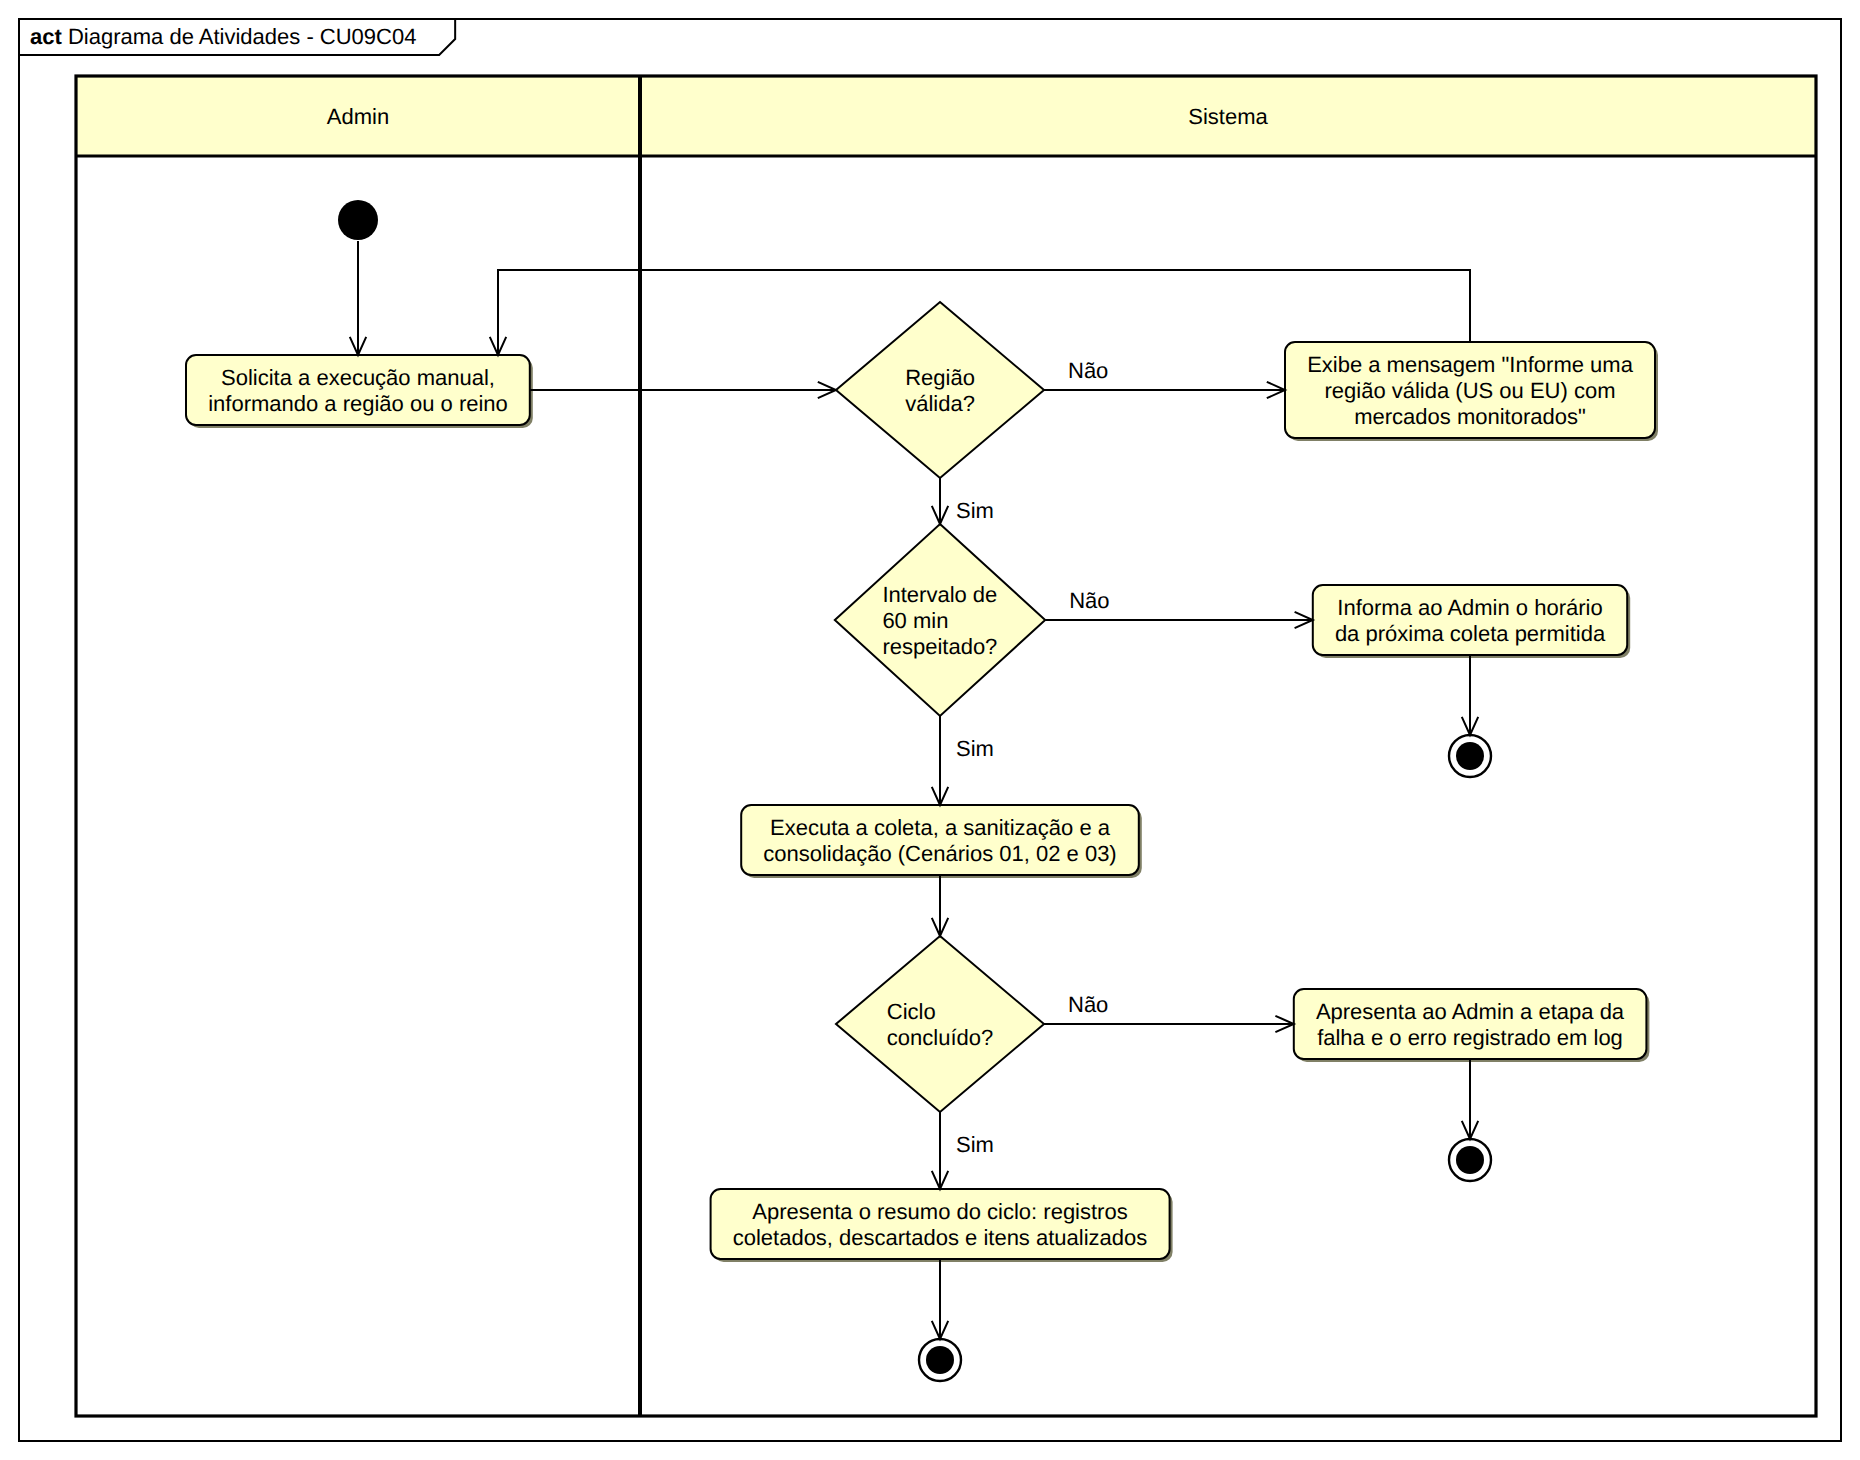 act Diagrama de Atividades - CU09C04
Admin
Sistema
Solicita a execução manual,
informando a região ou o reino
Região
válida?
Não
Exibe a mensagem "Informe uma
região válida (US ou EU) com
mercados monitorados"
Sim
Intervalo de
60 min
respeitado?
Não
Informa ao Admin o horário
da próxima coleta permitida
Sim
Executa a coleta, a sanitização e a
consolidação (Cenários 01, 02 e 03)
Ciclo
concluído?
Não
Apresenta ao Admin a etapa da
falha e o erro registrado em log
Sim
Apresenta o resumo do ciclo: registros
coletados, descartados e itens atualizados